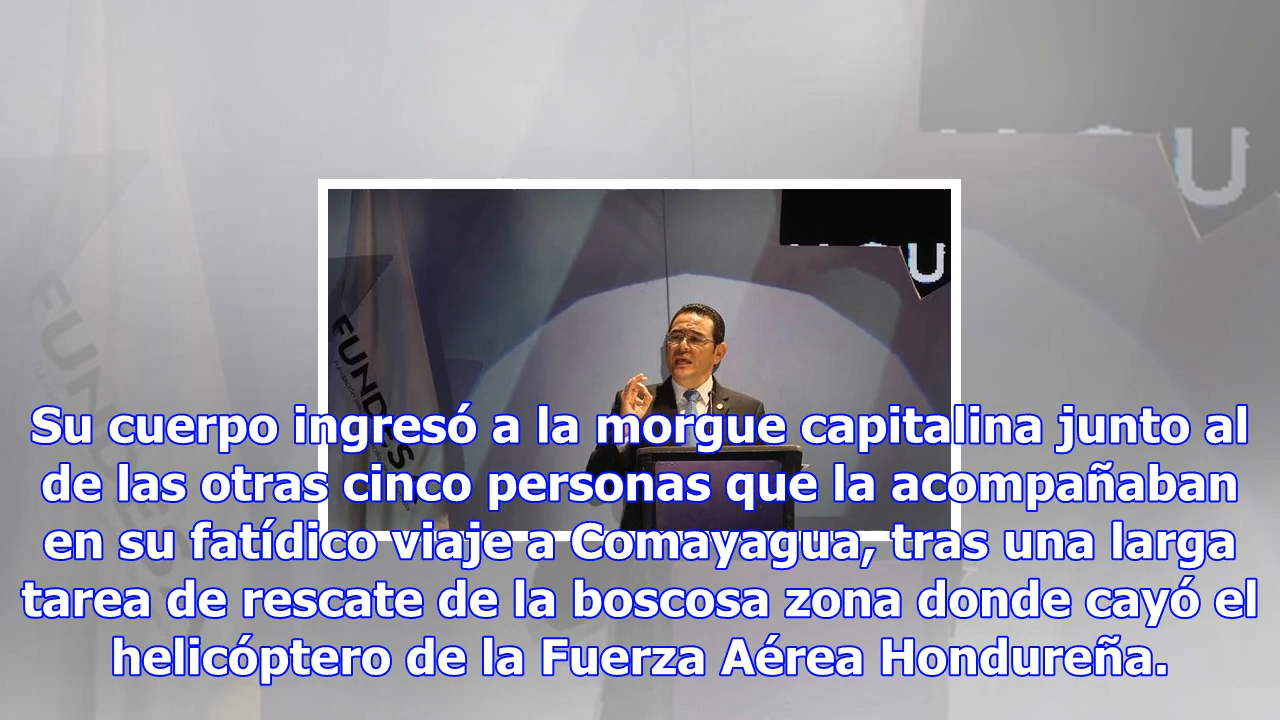 U
U
FUNDES
FUNDES
Su cuerpo ingresó a la morgue capitalina junto al
de las otras cinco personas que la acompañaban
en su fatídico viaje a Comayagua, tras una larga
tarea de rescate de la boscosa zona donde cayó el
helicóptero de la Fuerza Aérea Hondureña.